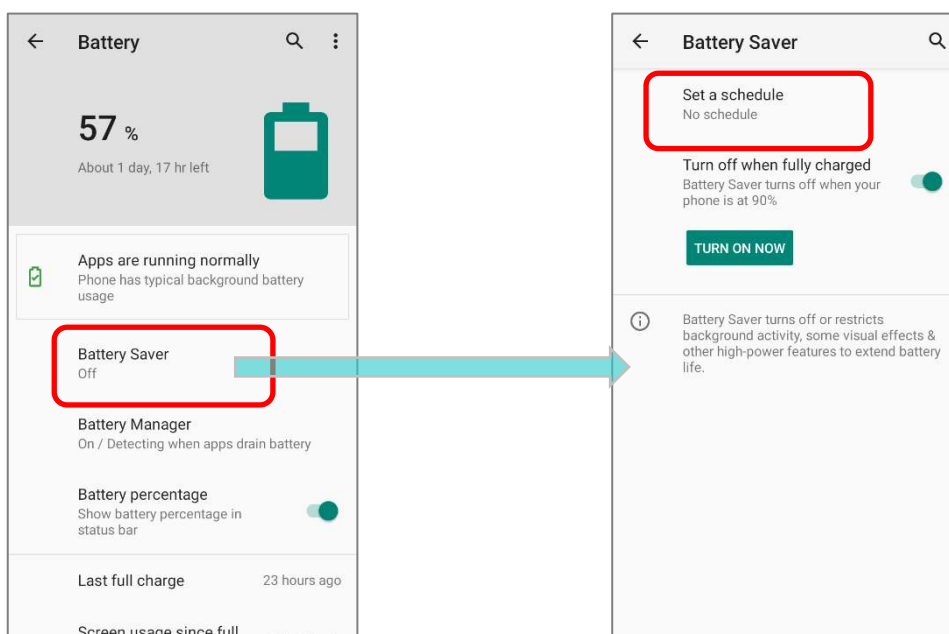 Battery
57 %
About 1 day, 17 hr left
Apps are running normally
Phone has typical background battery
usage
Battery Saver
Off
Battery Manager
On / Detecting when apps drain battery
Battery percentage
Show battery percentage in
status bar
Last full charge 23 hours ago
Screen usage since full
Battery Saver
Set a schedule
No schedule
Turn off when fully charged
Battery Saver turns off when your
phone is at 90%
TURN ON NOW
Battery Saver turns off or restricts
background activity, some visual effects &
other high-power features to extend battery
life.